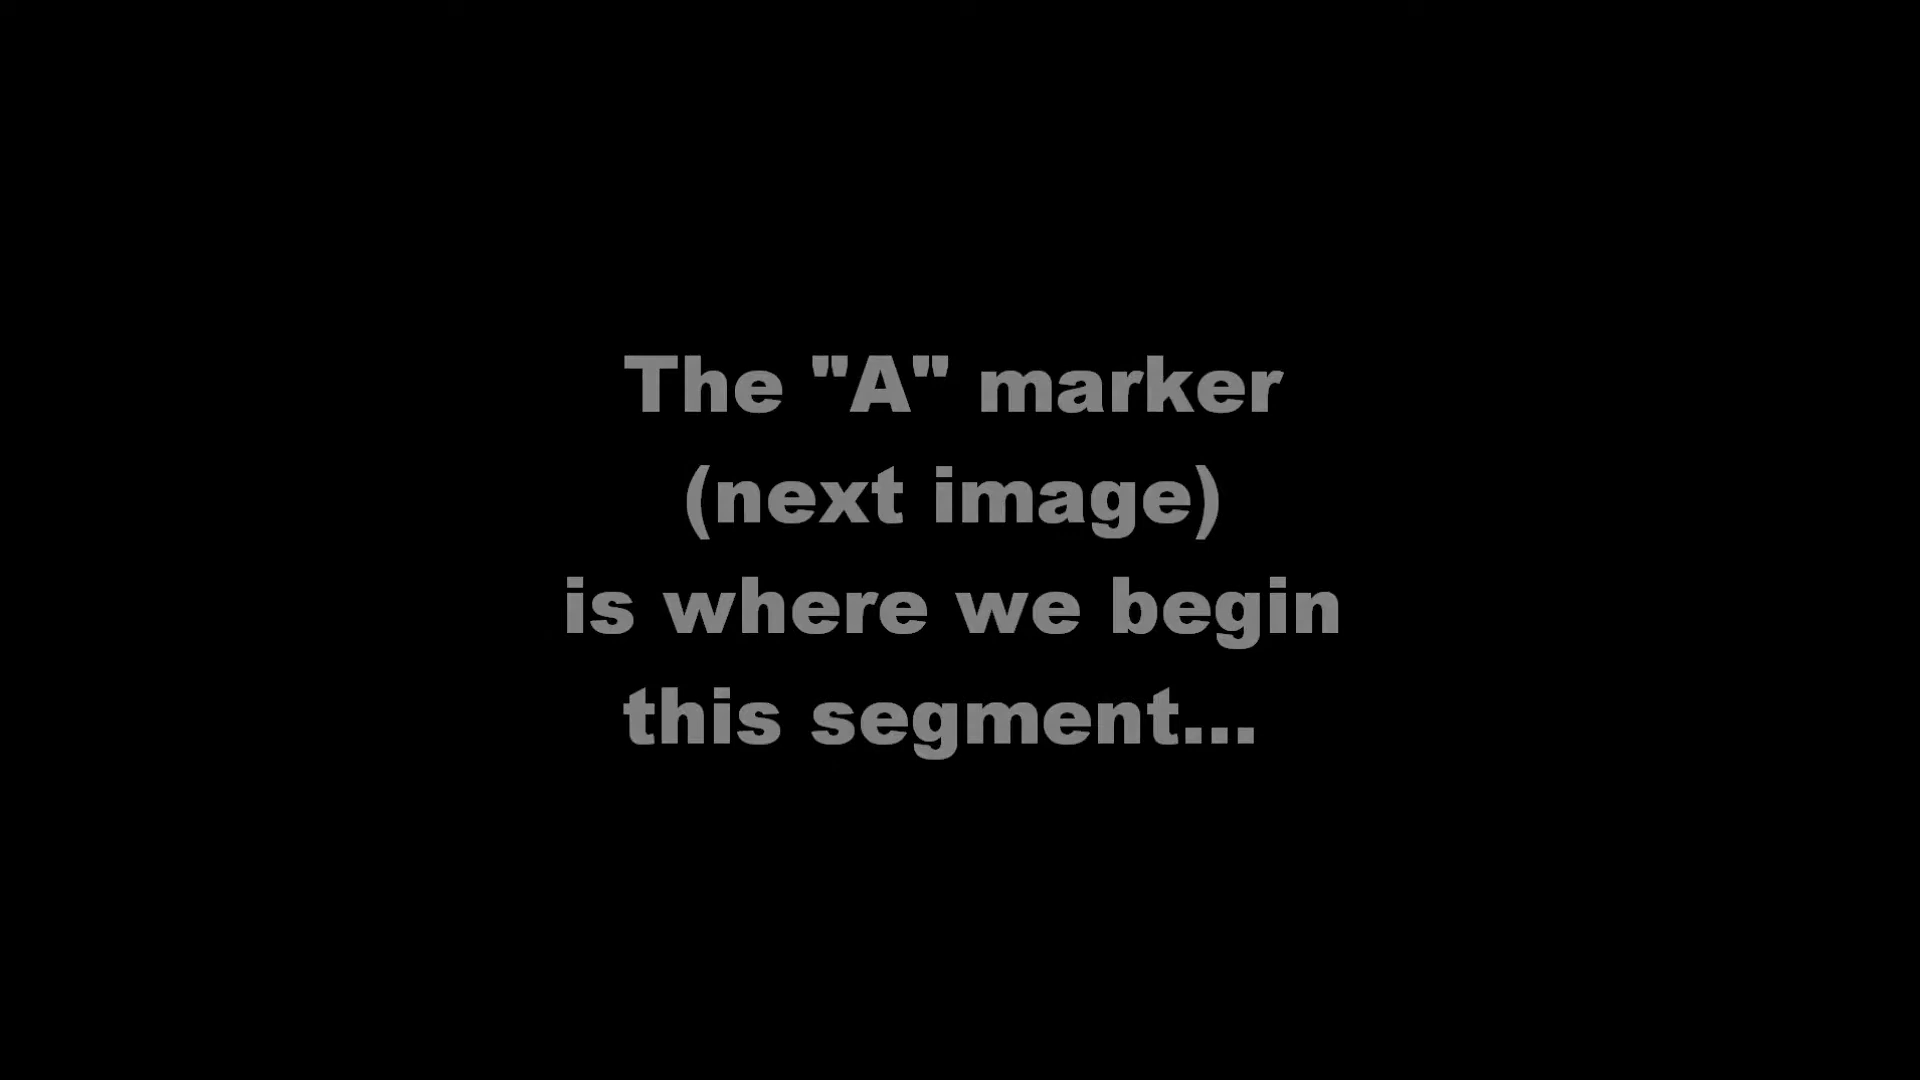 The "A" marker
(next image)
is where we begin
this segment...